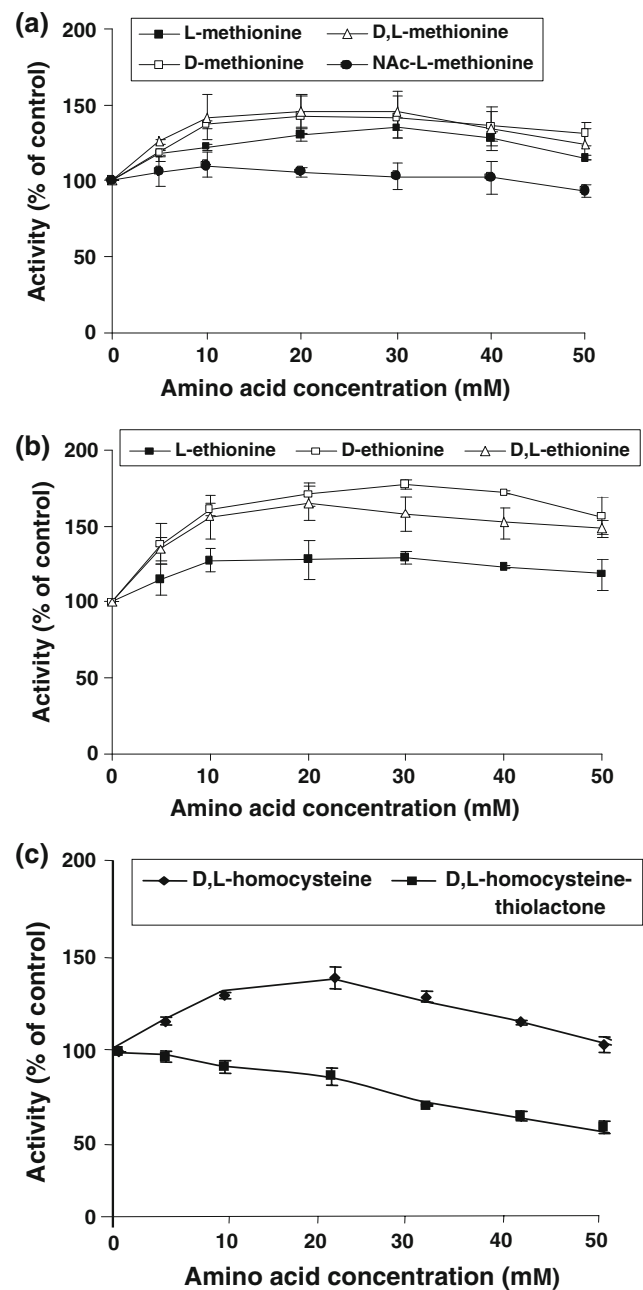 (a)
L-methionine D,L-methionine
D-methionine NAc-L-methionine
Activity (% of control)
200
150
100
50
0
0 10 20 30 40 50
Amino acid concentration (mM)
(b)
L-ethionine D-ethionine D,L-ethionine
Activity (% of control)
200
150
100
50
0
0 10 20 30 40 50
Amino acid concentration (mM)
(c)
D,L-homocysteine D,L-homocysteine-
thiolactone
Activity (% of control)
200
150
100
50
0
0 10 20 30 40 50
Amino acid concentration (mM)